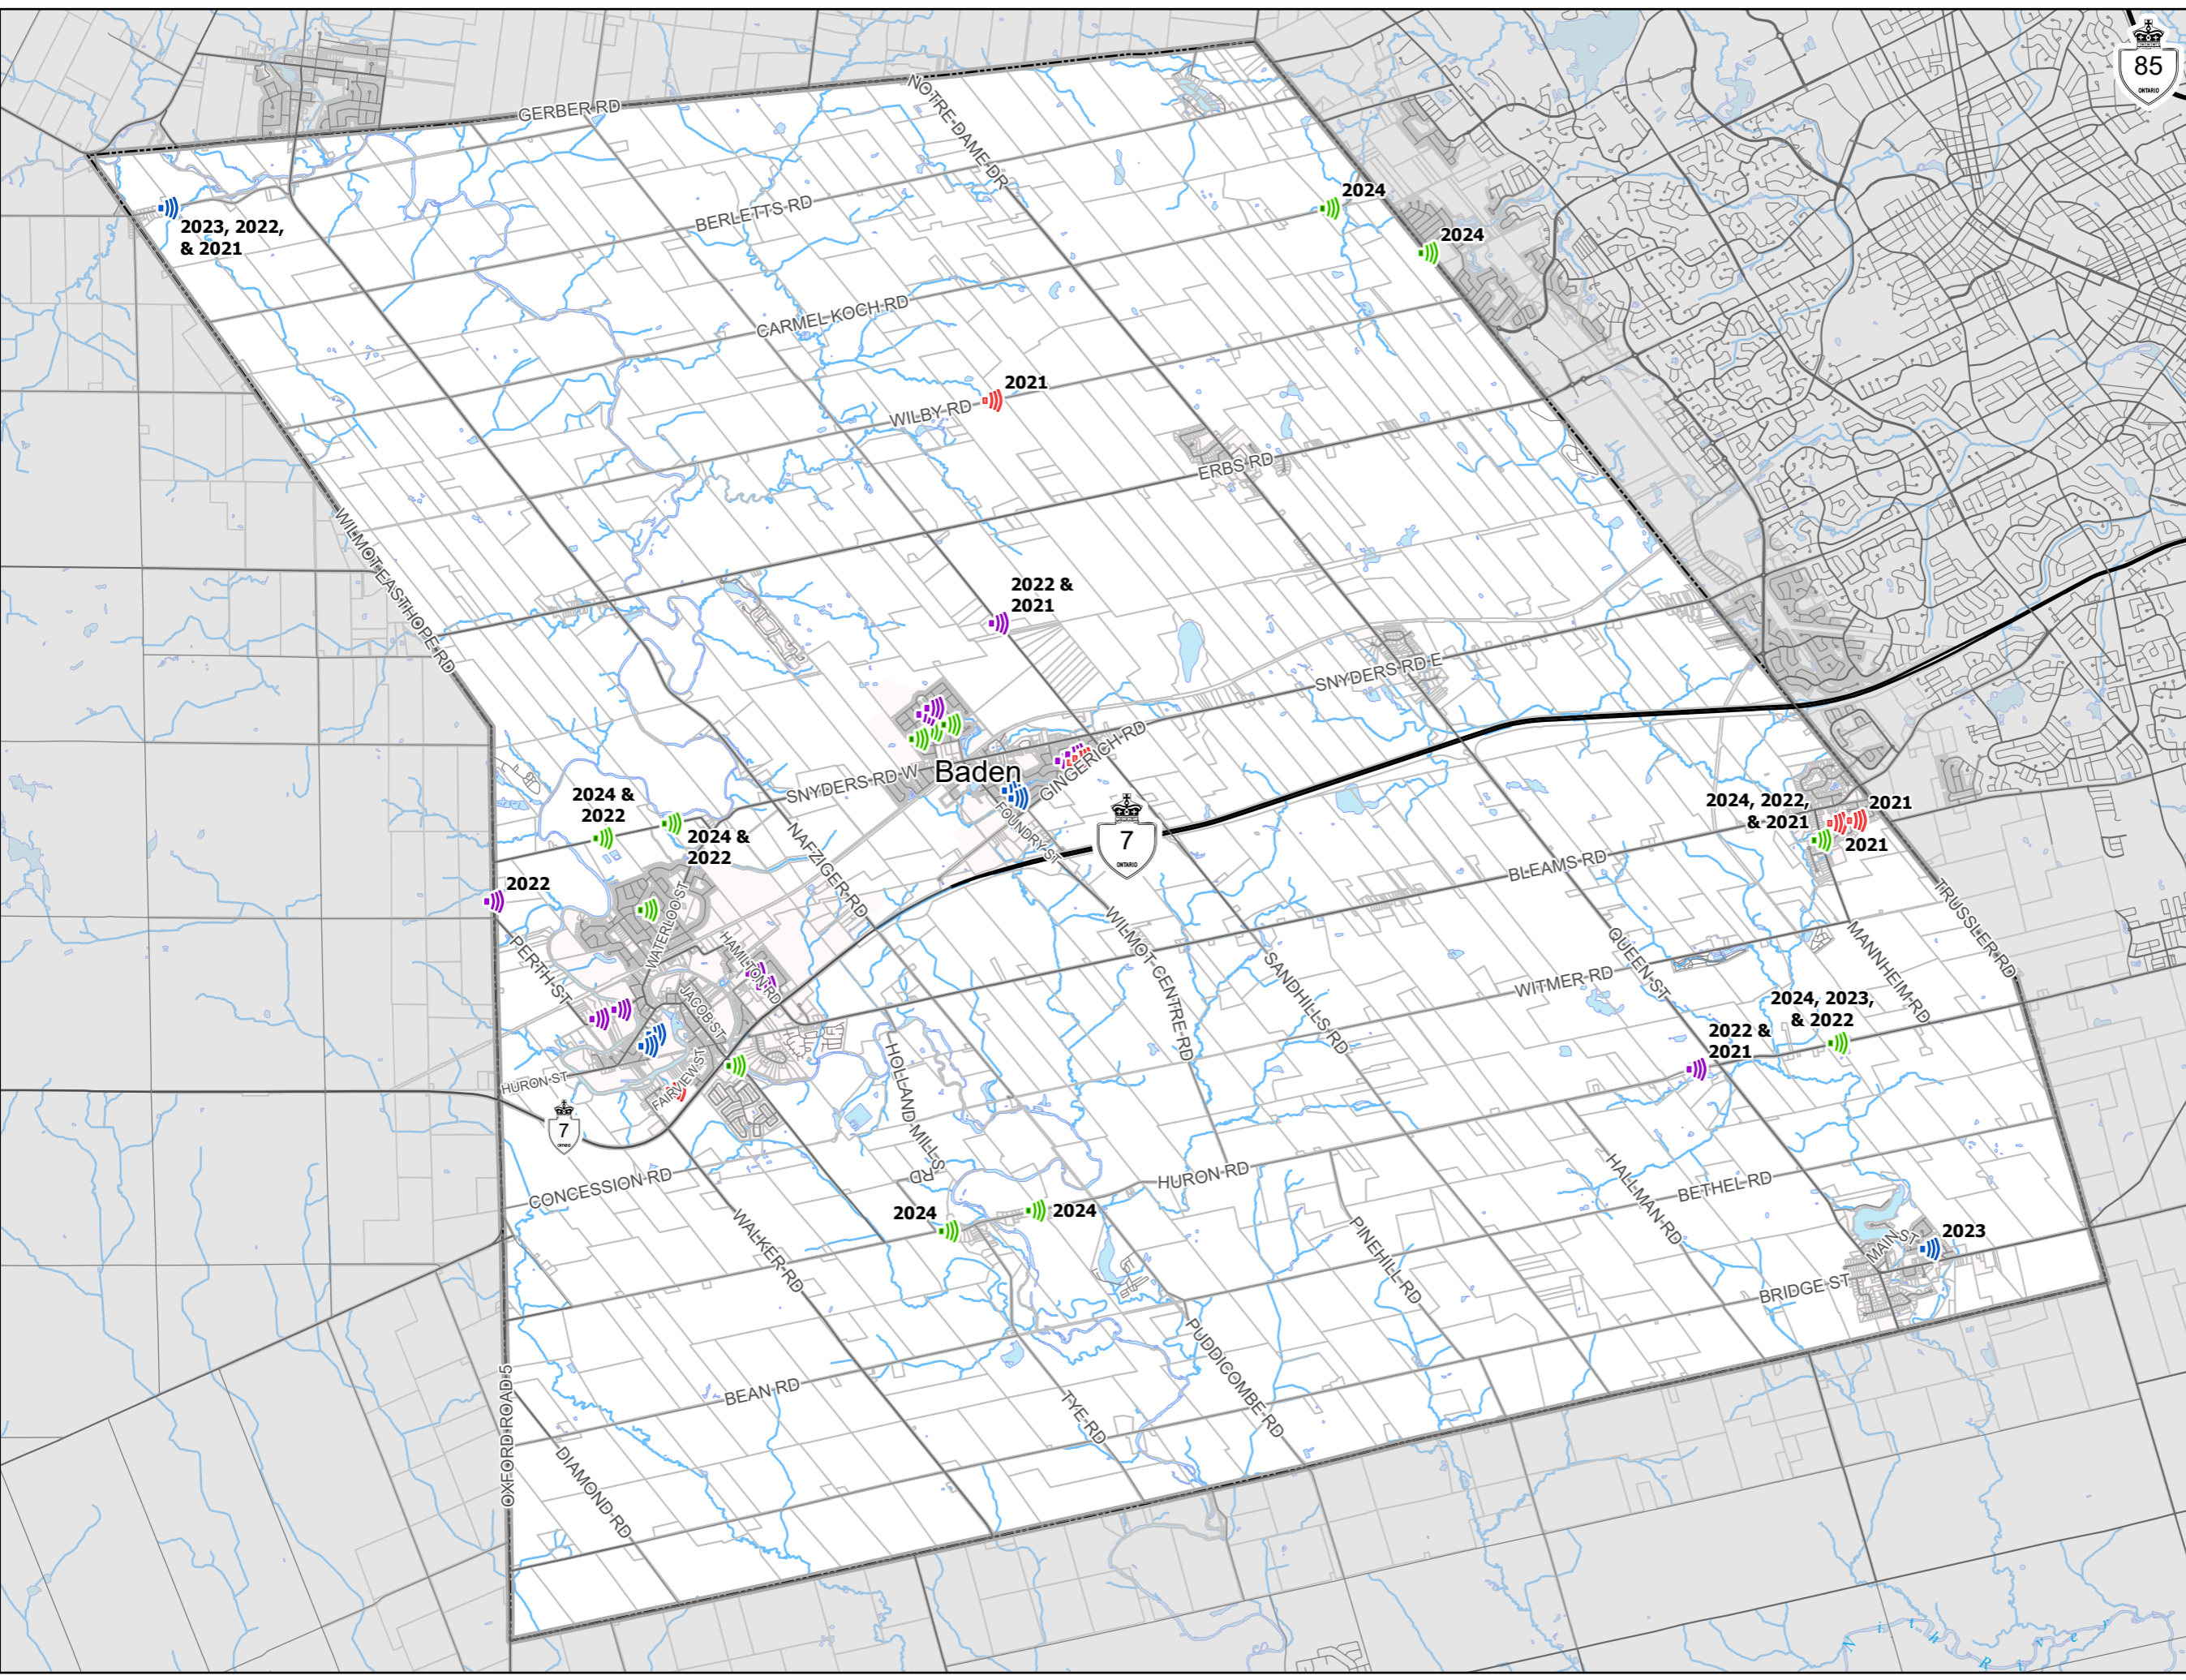 85
ONTARIO
GERBER RD
NOTRE-DAME-DR
BERLETTS-RD
2024
2024
2023, 2022,
& 2021
CARMEL-KOCH-RD
2021
WILBY-RD
ERBS-RD
WILMOT-EASTHOPE-RD
2022 &
2021
SNYDERS-RD-E
Baden
SNYDERS-RD-W
GINGERICH-RD
FOUNDRY-ST
7
ONTARIO
2024 &
2022
2024 &
2022
NAFZIGER-RD
2024, 2022,
& 2021
2021
2021
BLEAMS-RD
2022
WATERLOO-ST
PERTH-ST
HAMILTON-RD
JACOB-ST
WILMOT-CENTRE-RD
SANDHILLS-RD
QUEEN-ST
WITMER-RD
MANNHEIM-RD
TRUSSLER-RD
2024, 2023,
& 2022
2022 &
2021
HURON-ST
FAIRVIEW-ST
7
ONTARIO
HOLLAND-MILLS
RD
CONCESSION-RD
HURON-RD
2024
2024
WALKER-RD
PINEHILL-RD
HALLMAN-RD
BETHEL-RD
2023
MAIN-ST
BRIDGE-ST
PUDDICOMBE-RD
BEAN-RD
TYE-RD
OXFORD-ROAD-5
DIAMOND-RD
Nith River